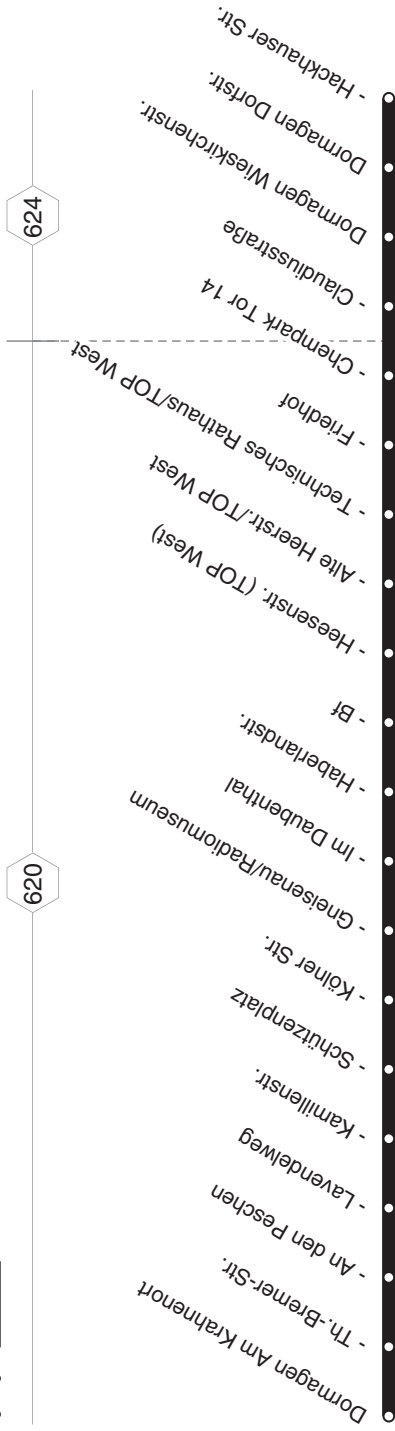 620
624
Dormagen Am Krahnenort
- Th.-Bremer-Str.
- An den Peschen
- Lavendelweg
- Kamillenstr.
- Schützenplatz
- Kölner Str.
- Gneisenau/Radiomuseum
- Im Daubenthal
- Haberlandstr.
- Bf
- Heesenstr. (TOP West)
- Alte Heerstr./TOP West
- Technisches Rathaus/TOP West
- Friedhof
- Chempark Tor 14
- Claudiusstraße
Dormagen Wieskirchenstr.
Dormagen Dorfstr.
- Hackhauser Str.